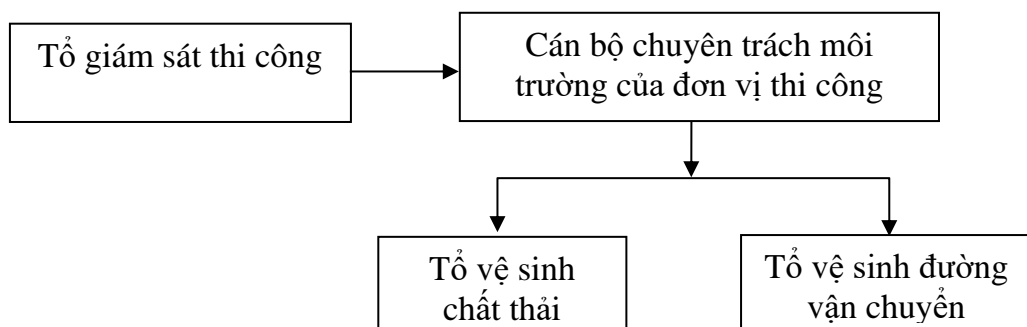 Tổ giám sát thi công
Cán bộ chuyên trách môi
trường của đơn vị thi công
Tổ vệ sinh
chất thải
Tổ vệ sinh đường
vận chuyển